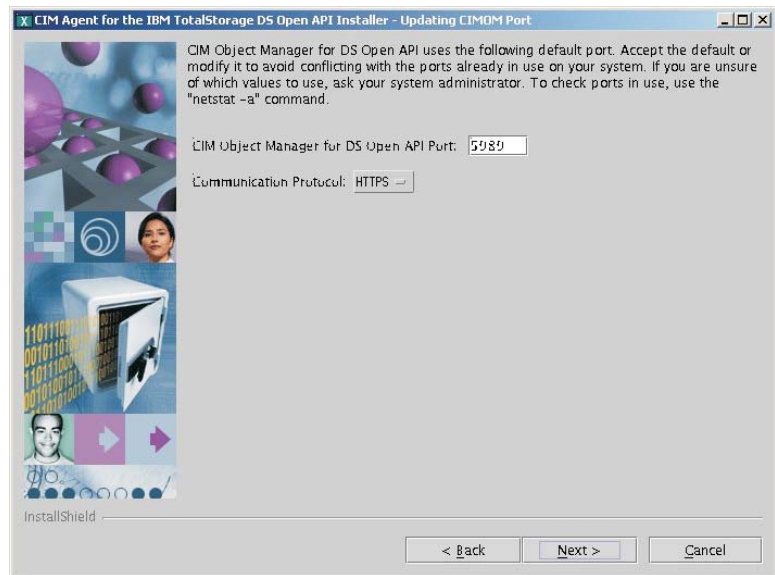 CIM Agent for the IBM TotalStorage DS Open API Installer - Updating CIMOM Port
CIM Object Manager for DS Open API uses the following default port. Accept the default or
modify it to avoid conflicting with the ports already in use on your system. If you are unsure
of which values to use, ask your system administrator. To check ports in use, use the
"netstat -a" command.
CIM Object Manager for DS Open API Port: 5989
Communication Protocol: HTTPS
InstallShield
< Back Next > Cancel